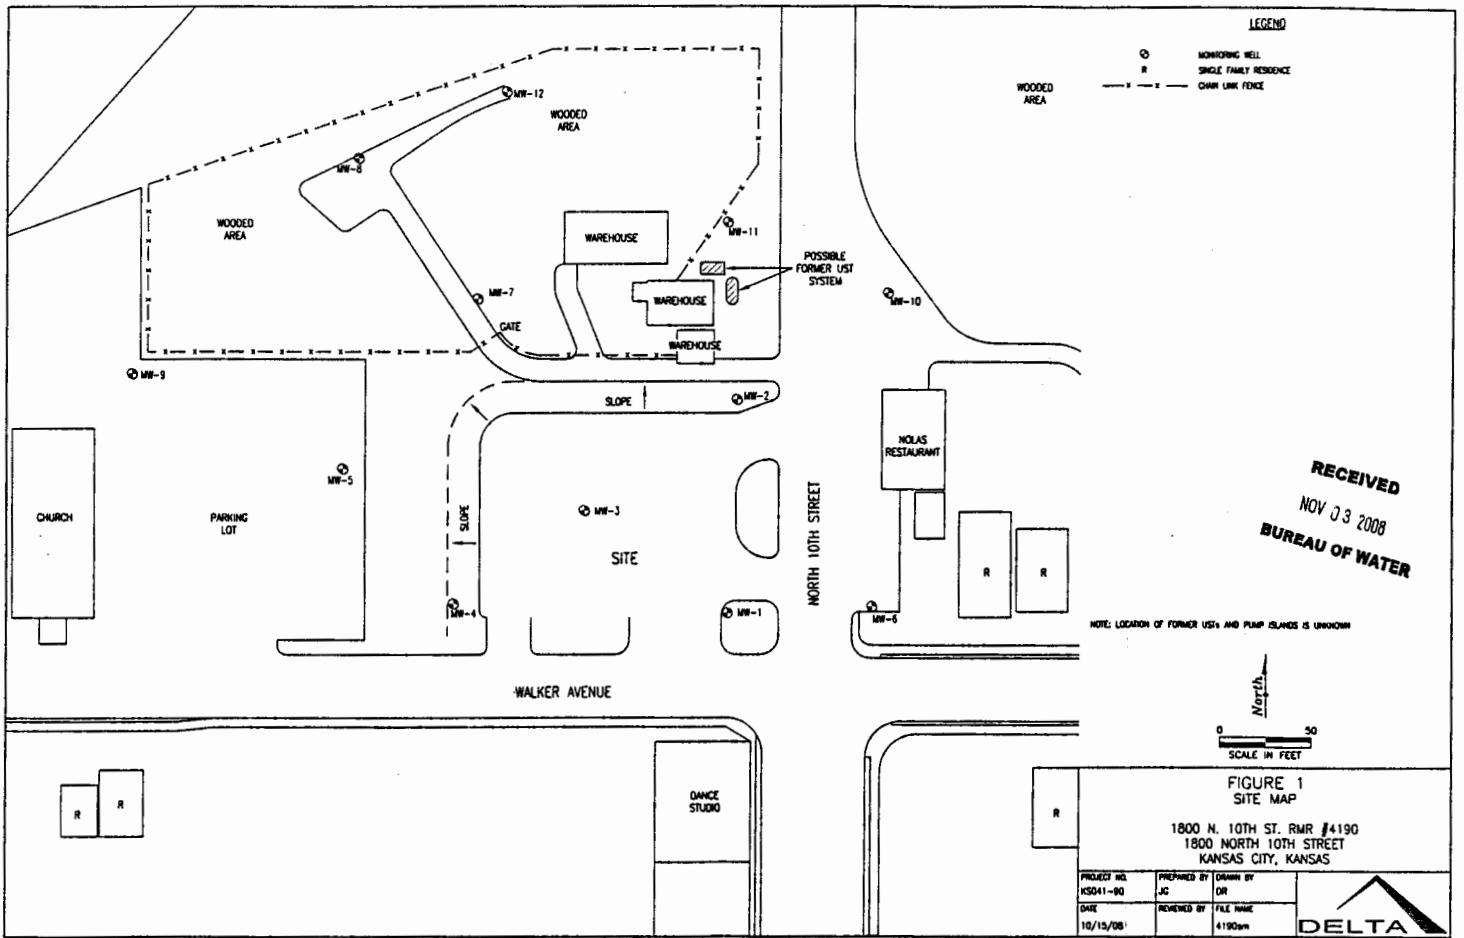 LEGEND
MONITORING WELL
R SINGLE FAMILY RESIDENCE
x x CHAIN LINK FENCE
WOODED
AREA
MW-12
WOODED
AREA
MW-8
WOODED
AREA
WAREHOUSE
MW-11
POSSIBLE
FORMER UST
SYSTEM
MW-7
WAREHOUSE
MW-10
GATE
WAREHOUSE
MW-9
SLOPE
MW-2
NOLAS
RESTAURANT
MW-5
CHURCH
PARKING
LOT
SLOPE
MW-3
SITE
NORTH 10TH STREET
R
R
MW-4
MW-1
MW-6
RECEIVED
NOV 03 2008
BUREAU OF WATER
NOTE: LOCATION OF FORMER USTs AND PUMP ISLANDS IS UNKNOWN
WALKER AVENUE
North
0 50
SCALE IN FEET
R
R
DANCE
STUDIO
R
FIGURE 1
SITE MAP
1800 N. 10TH ST. RMR #4190
1800 NORTH 10TH STREET
KANSAS CITY, KANSAS
PROJECT NO.
KS041-90
PREPARED BY
JG
DRAWN BY
DR
DATE
10/15/08
REVIEWED BY
FILE NAME
4190sm
DELTA